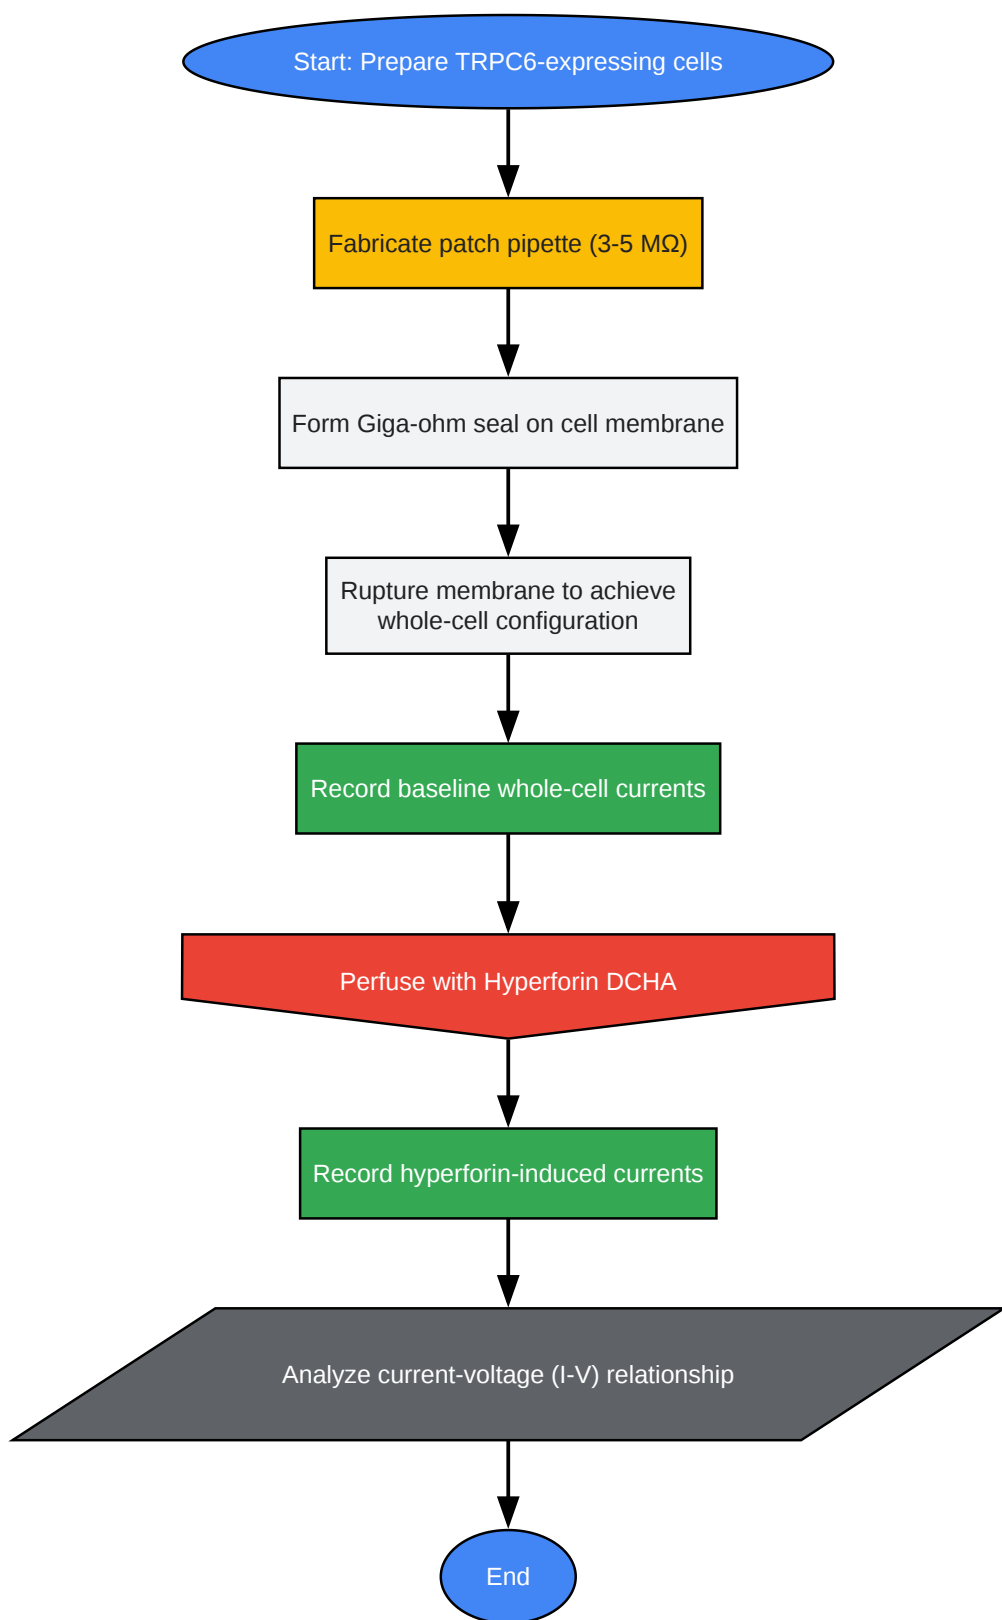 Start: Prepare TRPC6-expressing cells
Fabricate patch pipette (3-5 MΩ)
Form Giga-ohm seal on cell membrane
Rupture membrane to achieve
whole-cell configuration
Record baseline whole-cell currents
Perfuse with Hyperforin DCHA
Record hyperforin-induced currents
Analyze current-voltage (I-V) relationship
End